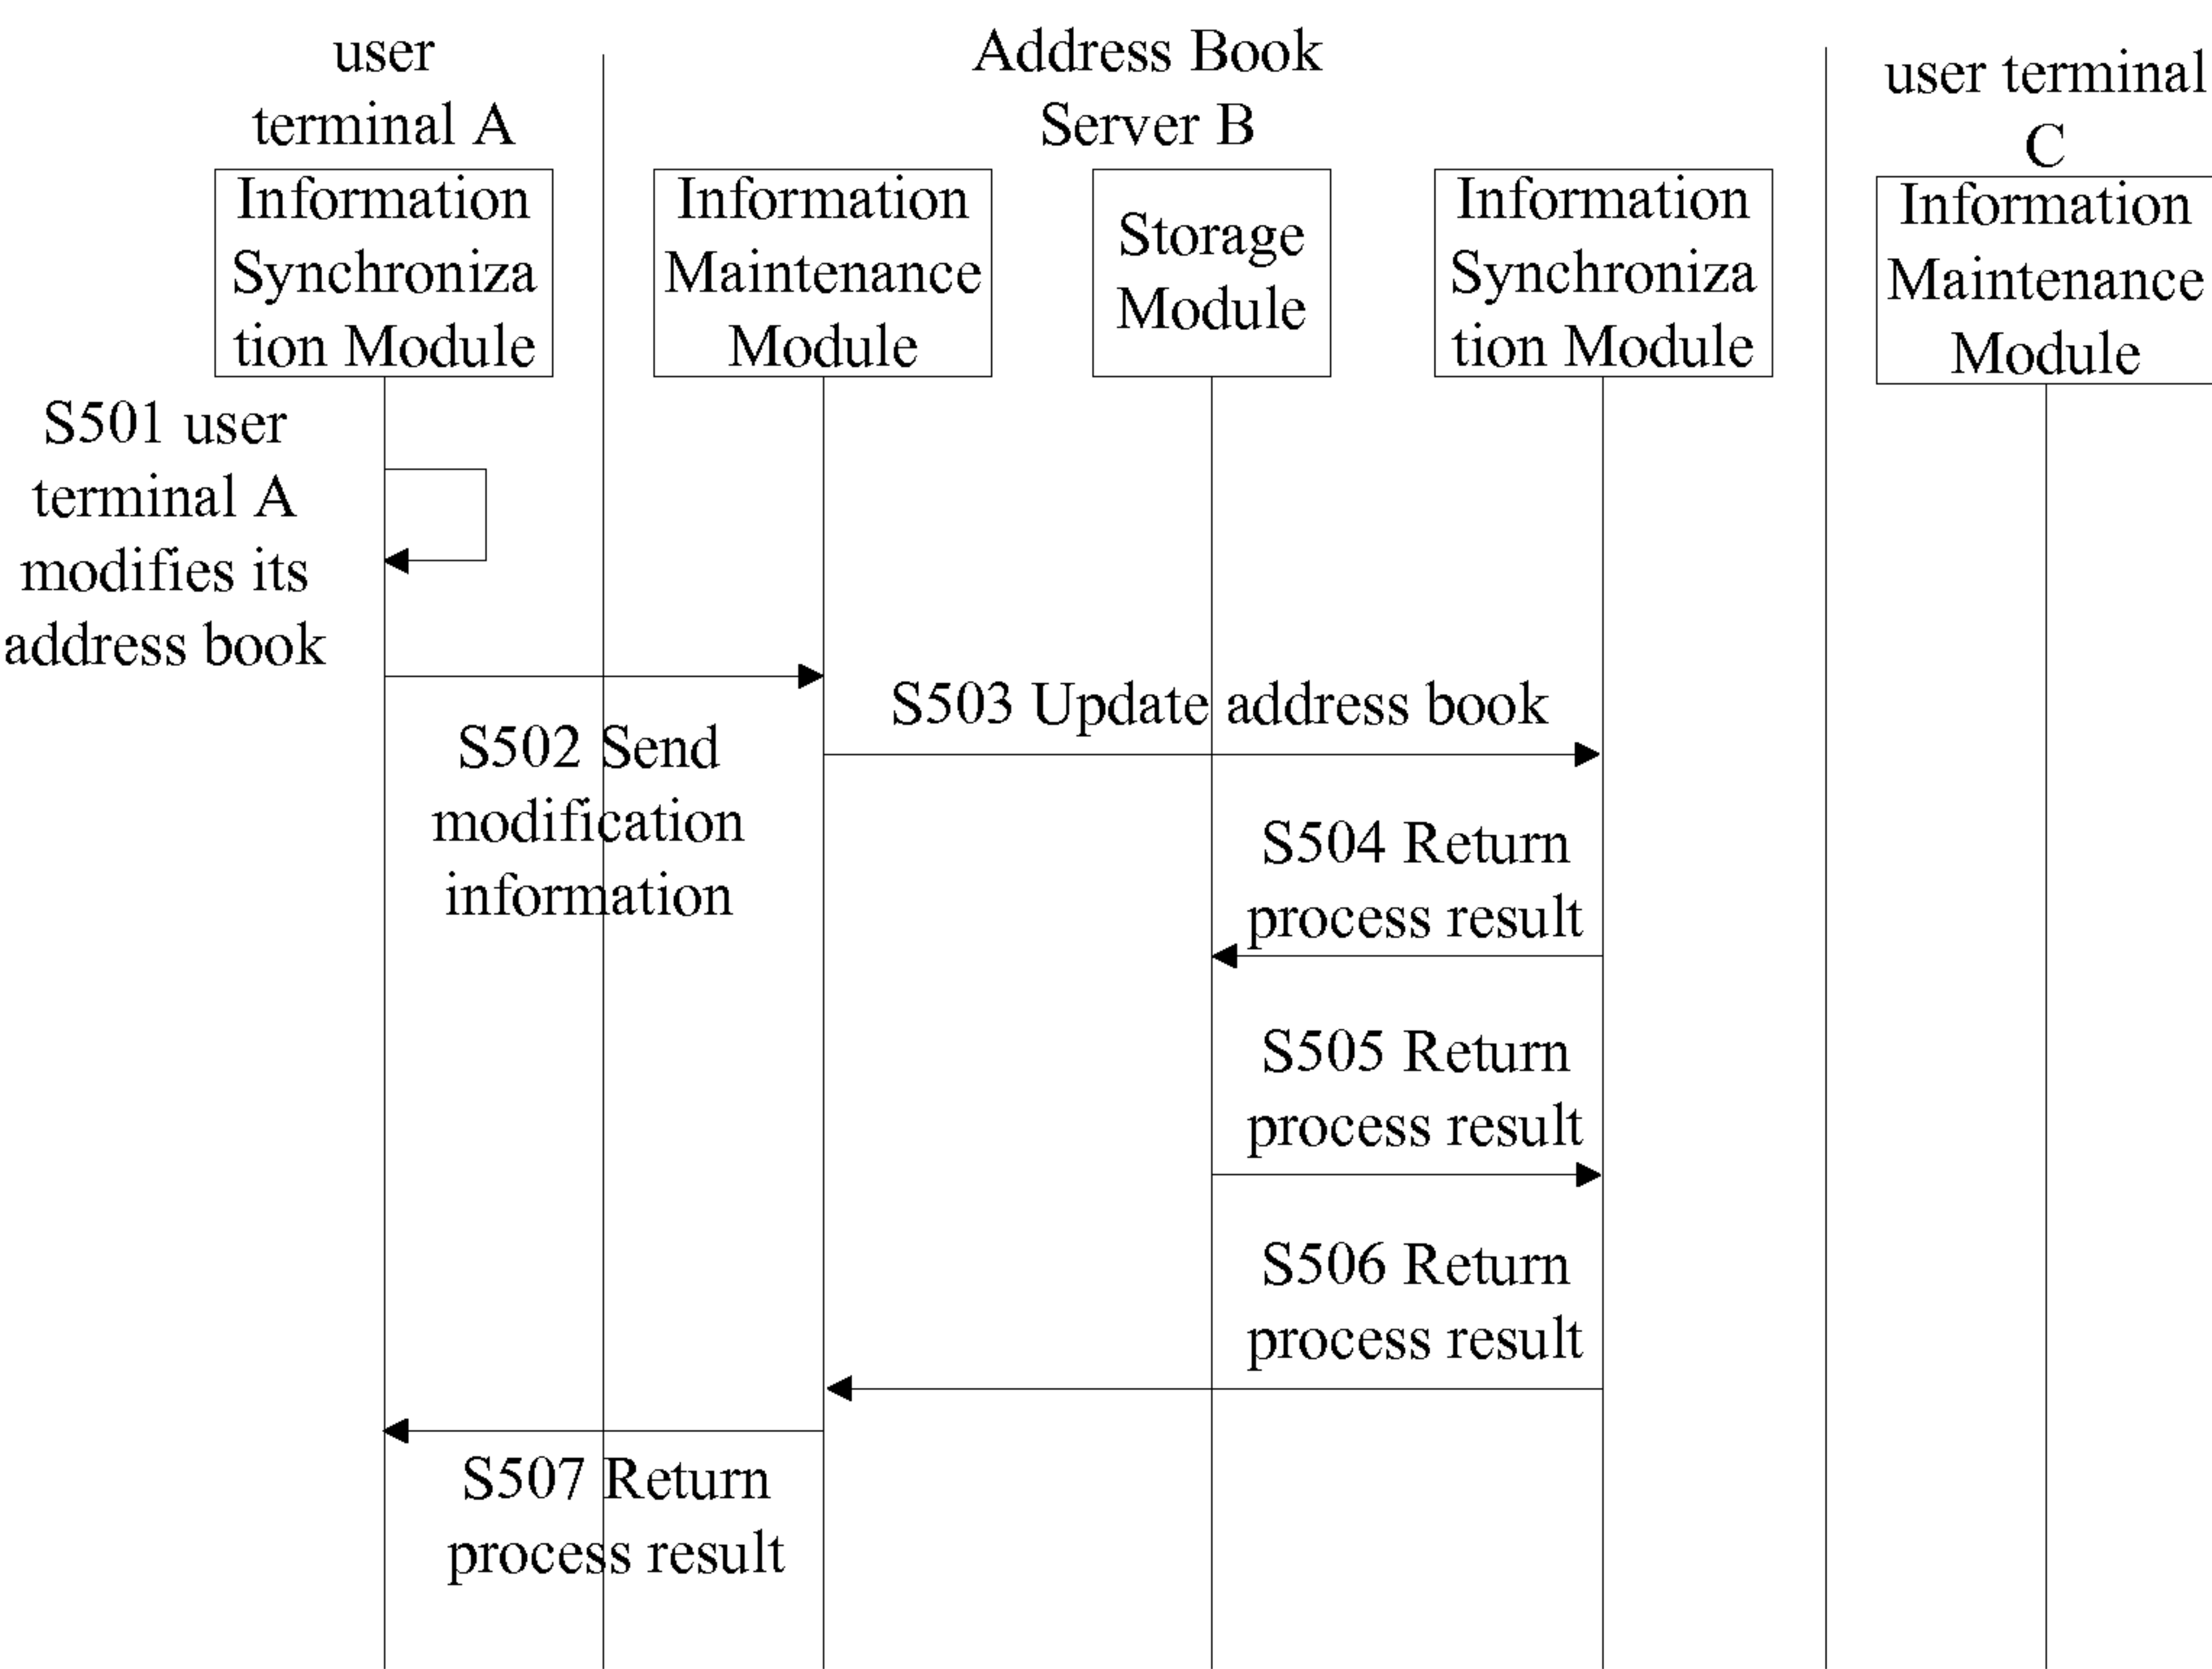 user
terminal A
Address Book
Server B
user terminal
C
Information
Synchroniza
tion Module
Information
Maintenance
Module
Storage
Module
Information
Synchroniza
tion Module
Information
Maintenance
Module
S501 user
terminal A
modifies its
address book
S502 Send
modification
information
S503 Update address book
S504 Return
process result
S505 Return
process result
S506 Return
process result
S507 Return
process result